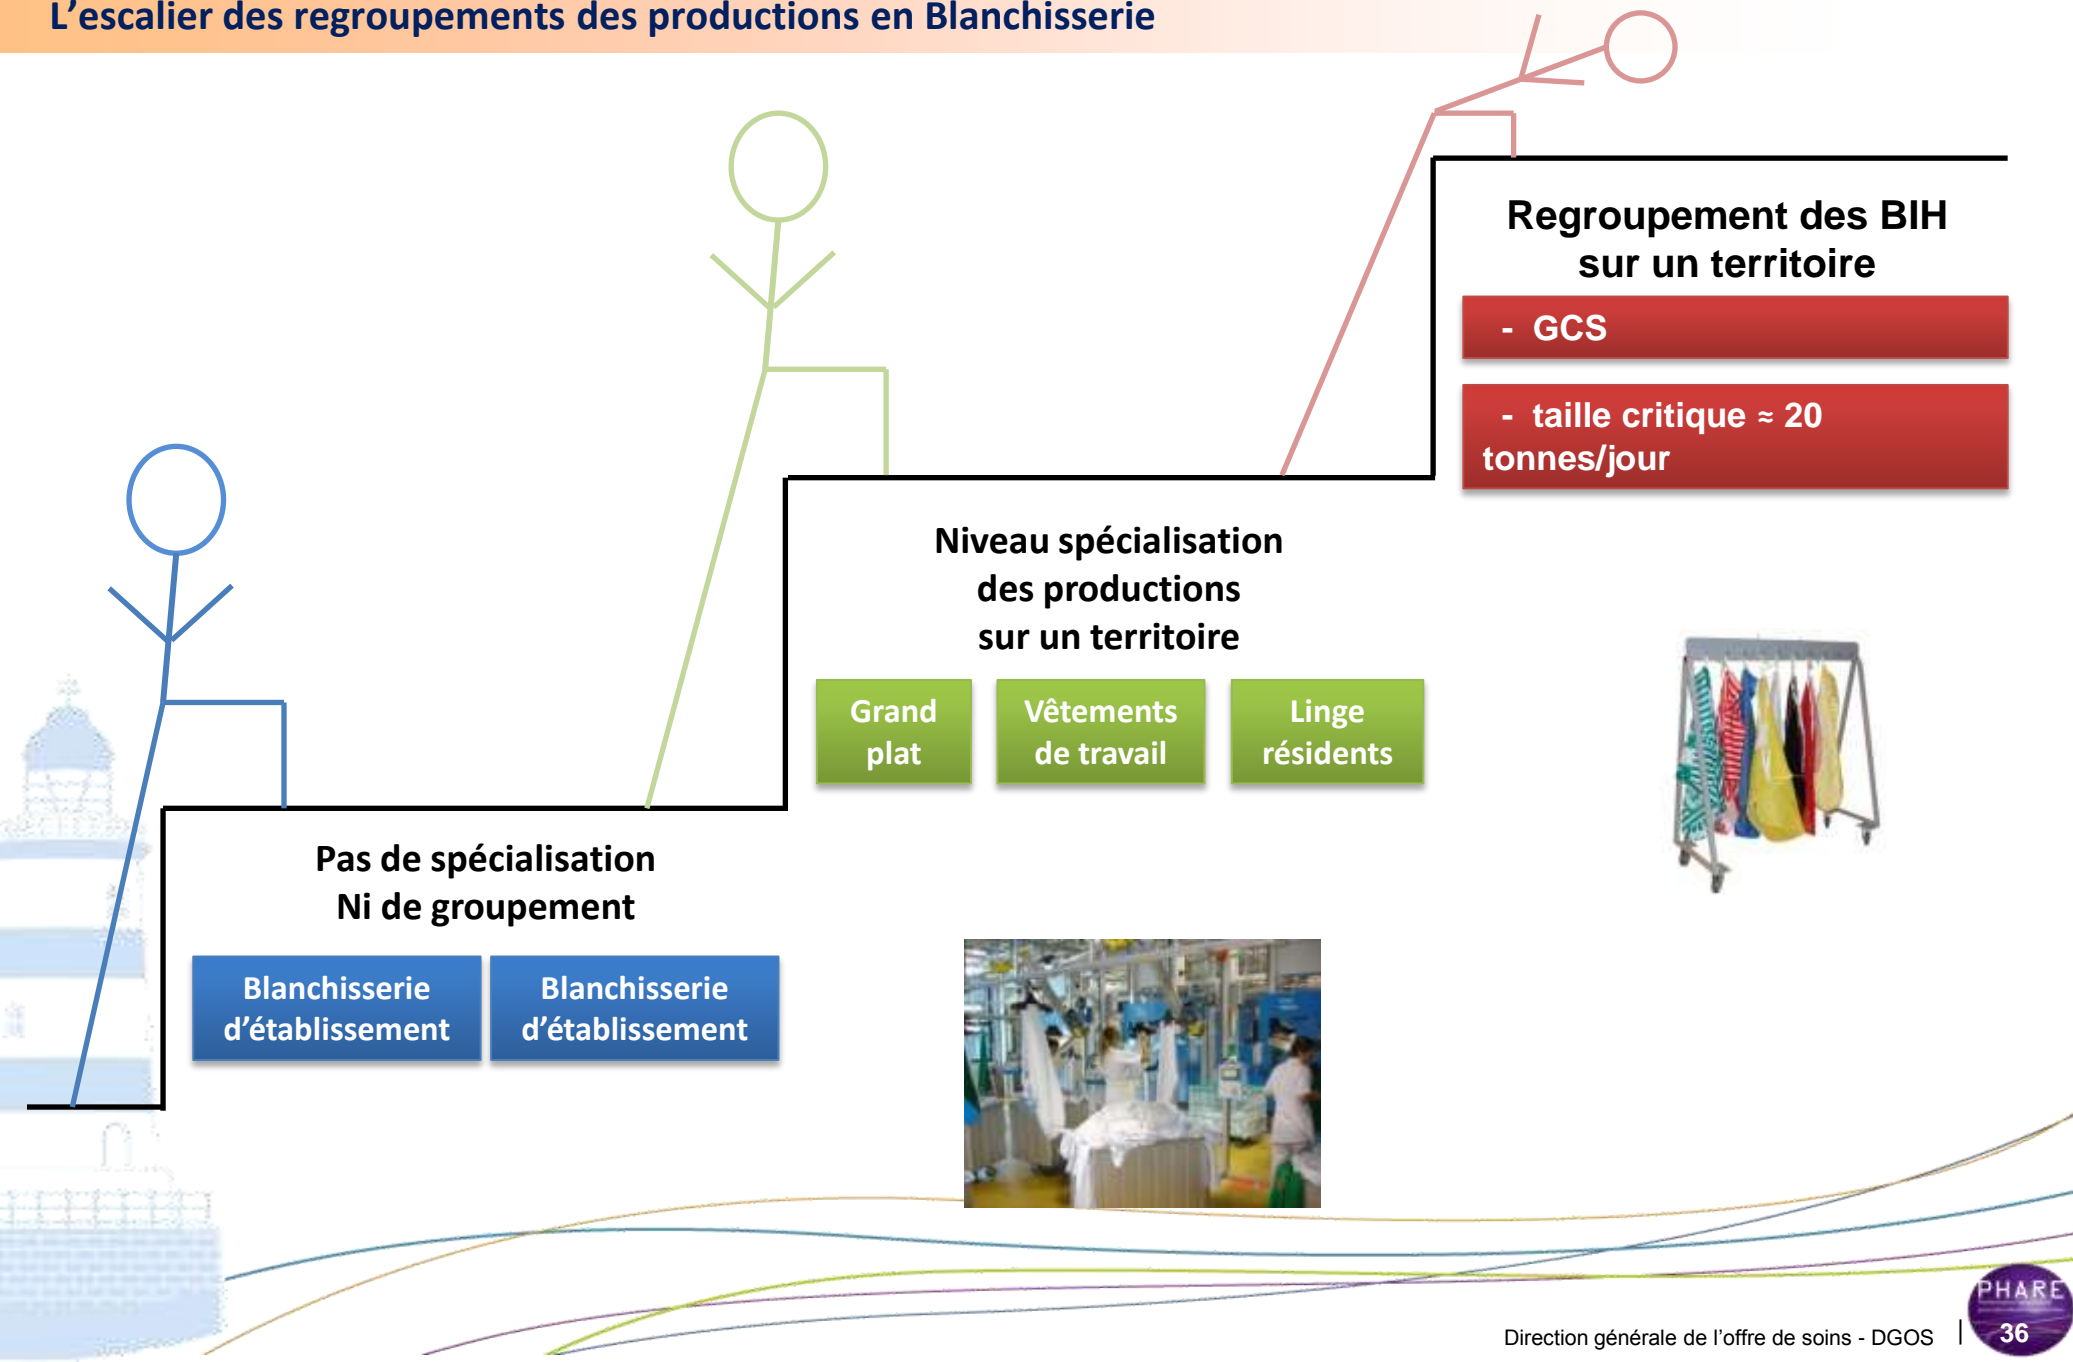 L’escalier des regroupements des productions en Blanchisserie
Regroupement des BIH
sur un territoire
- GCS
- taille critique ≈ 20
tonnes/jour
Niveau spécialisation
des productions
sur un territoire
Grand
plat
Vêtements
de travail
Linge
résidents
Pas de spécialisation
Ni de groupement
Blanchisserie
d’établissement
Blanchisserie
d’établissement
Direction générale de l’offre de soins - DGOS |
PHARE
36